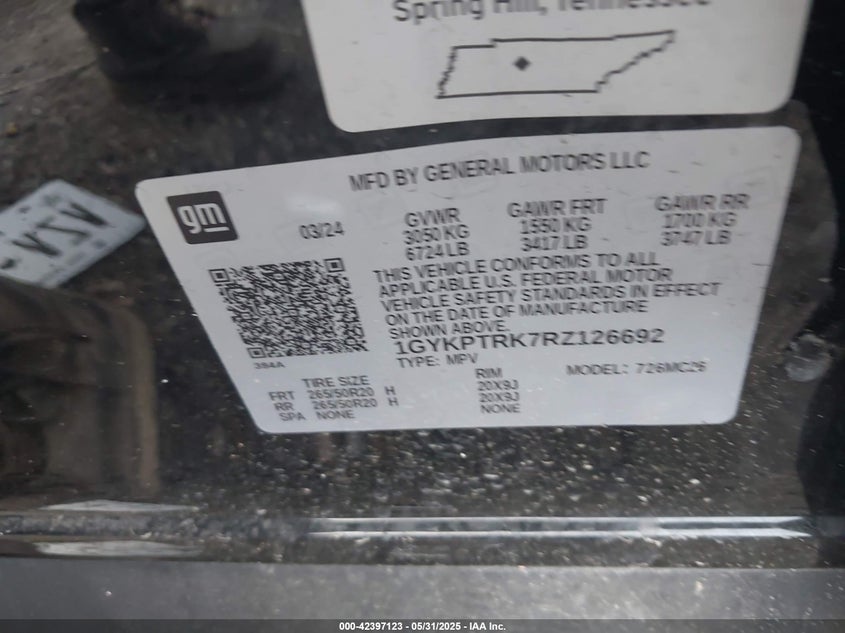 Spring Hill, Tennessee
MFD BY GENERAL MOTORS LLC
gm
03/24
GVWR
3050 KG
6724 LB
GAWR FRT
1550 KG
3417 LB
GAWR RR
1700 KG
3747 LB
THIS VEHICLE CONFORMS TO ALL
APPLICABLE U.S. FEDERAL MOTOR
VEHICLE SAFETY STANDARDS IN EFFECT
ON THE DATE OF MANUFACTURE
SHOWN ABOVE.
1GYKPTRK7RZ126692
TYPE: MPV
MODEL: 726MC26
394A
TIRE SIZE
RIM
FRT 265/50R20 H 20X9J
RR 265/50R20 H 20X9J
SPA NONE NONE
000-42397123 — 05/31/2025 — IAA Inc.